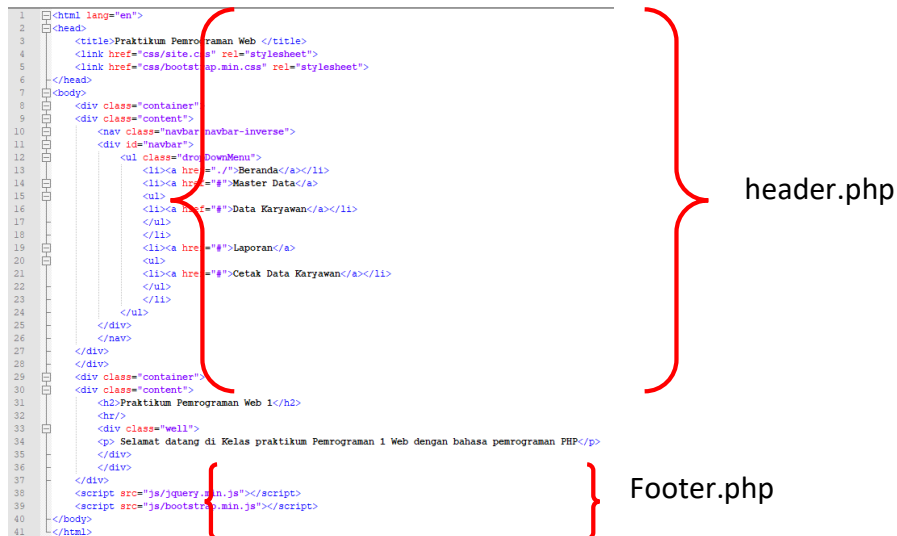 1 <html lang="en">
2 <head>
3 <title>Praktikum Pemrograman Web </title>
4 <link href="css/site.css" rel="stylesheet">
5 <link href="css/bootstrap.min.css" rel="stylesheet">
6 </head>
7 <body>
8 <div class="container">
9 <div class="content">
10 <nav class="navbar navbar-inverse">
11 <div id="navbar">
12 <ul class="dropDownMenu">
13 <li><a href="./">Beranda</a></li>
14 <li><a href="#">Master Data</a>
15 <ul>
16 <li><a href="#">Data Karyawan</a></li>
17 </ul>
18 </li>
19 <li><a href="#">Laporan</a>
20 <ul>
21 <li><a href="#">Cetak Data Karyawan</a></li>
22 </ul>
23 </li>
24 </ul>
25 </div>
26 </nav>
27 </div>
28 </div>
29 <div class="container">
30 <div class="content">
31 <h2>Praktikum Pemrograman Web 1</h2>
32 <hr/>
33 <div class="well">
34 <p> Selamat datang di Kelas praktikum Pemrograman 1 Web dengan bahasa pemrograman PHP</p>
35 </div>
36 </div>
37 </div>
38 <script src="js/jquery.min.js"></script>
39 <script src="js/bootstrap.min.js"></script>
40 </body>
41 </html>
header.php
Footer.php